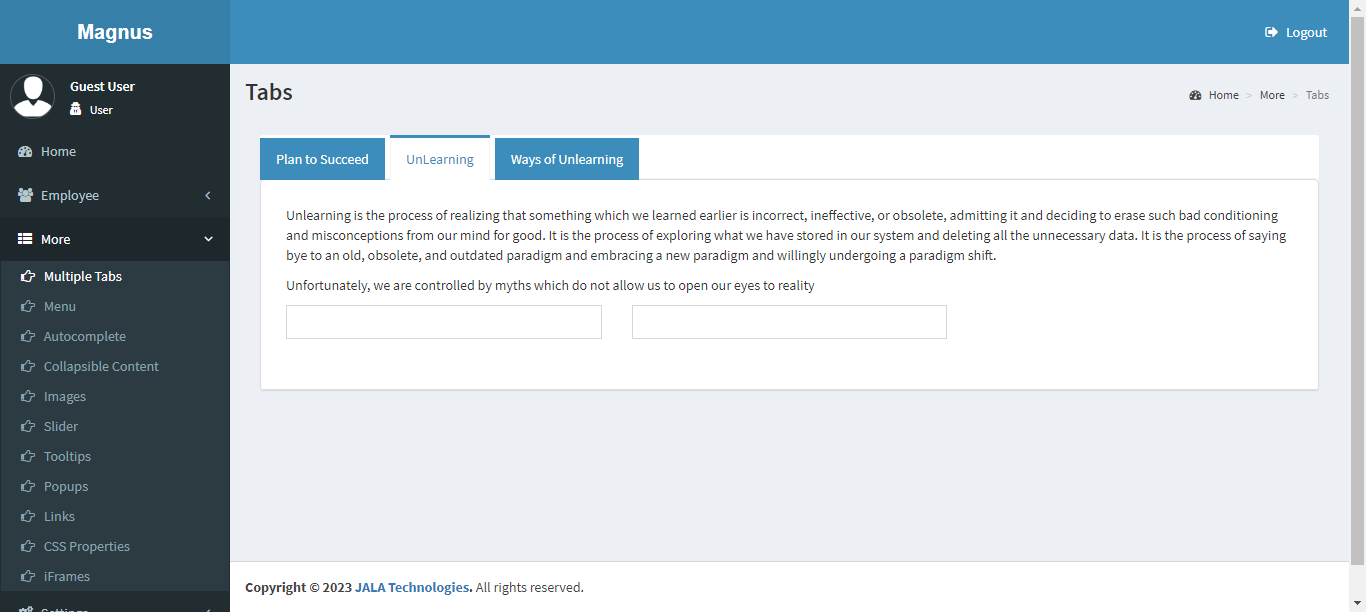 Magnus
Logout
Guest User
User
Home
Employee
More
Multiple Tabs
Menu
Autocomplete
Collapsible Content
Images
Slider
Tooltips
Popups
Links
CSS Properties
iFrames
Settings
Tabs
Home > More > Tabs
Plan to Succeed UnLearning Ways of Unlearning
Unlearning is the process of realizing that something which we learned earlier is incorrect, ineffective, or obsolete, admitting it and deciding to erase such bad conditioning
and misconceptions from our mind for good. It is the process of exploring what we have stored in our system and deleting all the unnecessary data. It is the process of saying
bye to an old, obsolete, and outdated paradigm and embracing a new paradigm and willingly undergoing a paradigm shift.
Unfortunately, we are controlled by myths which do not allow us to open our eyes to reality
Copyright © 2023 JALA Technologies. All rights reserved.